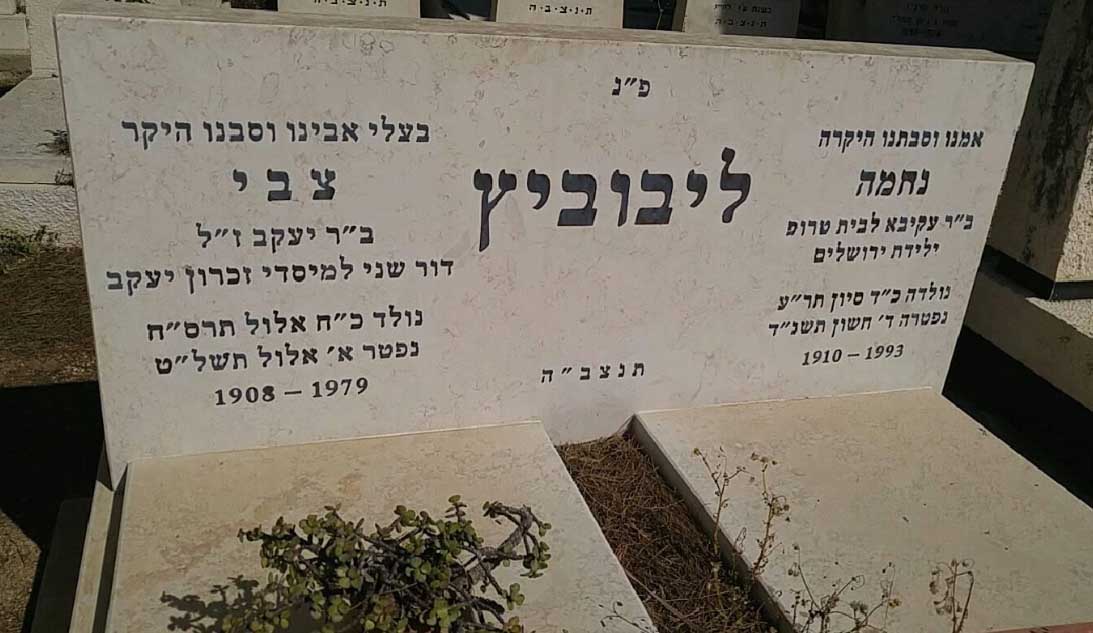 ת.נ.צ.ב.ה
ת.נ.צ.ב.ה
ת.נ.צ.ב.ה
פ״נ
ליבוביץ
אמנו וסבתנו היקרה
נחמה
ב״ר עקיבא לבית טרופ
ילידת ירושלים
נולדה כ״ד סיון תר״ע
נפטרה ד׳ חשון תשנ״ד
1910 – 1993
בעלי אבינו וסבנו היקר
צבי
ב״ר יעקב ז״ל
דור שני למיסדי זכרון יעקב
נולד כ״ח אלול תרס״ח
נפטר א׳ אלול תשל״ט
1908 – 1979
תנצב״ה